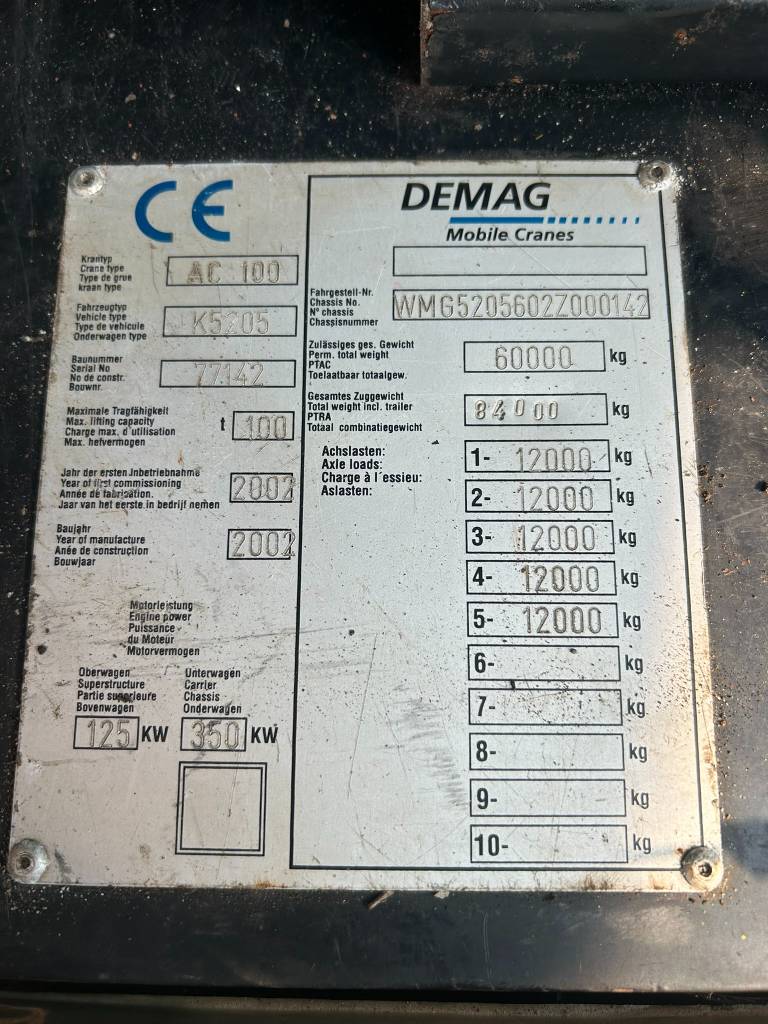 CE
Krantyp
Crane type
Type de grue
kraan type
AC 100
Fahrzeugtyp
Vehicle type
Type de vehicule
Onderwagen type
K5205
Baunummer
Serial No
No de constr.
Bouwnr.
77142
Maximale Tragfähigkeit
Max. lifting capacity
Charge max. d'utilisation
Max. hefvermogen
t 100
Jahr der ersten Jnbetriebnahme
Year of first commissioning
Année de fabrication.
Jaar van het eerste in bedrijf nemen
2002
Baujahr
Year of manufacture
Anée de construction
Bouwjaar
2002
Motorleistung
Engine power
Puissance
du Moteur
Motorvermogen
Oberwagen
Superstructure
Partie supérieure
Bovenwagen
125 KW
Unterwagen
Carrier
Chassis
Onderwagen
350 KW
DEMAG
Mobile Cranes
Fahrgestell-Nr.
Chassis No.
N° chassis
Chassisnummer
WMG5205602Z000142
Zulässiges ges. Gewicht
Perm. total weight
PTAC
Toelaatbaar totaalgew.
60000 kg
Gesamtes Zuggewicht
Total weight incl. trailer
PTRA
Totaal combinatiegewicht
84000 kg
Achslasten:
Axle loads:
Charge à l'essieu:
Aslasten:
1- 12000 kg
2- 12000 kg
3- 12000 kg
4- 12000 kg
5- 12000 kg
6- kg
7- kg
8- kg
9- kg
10- kg